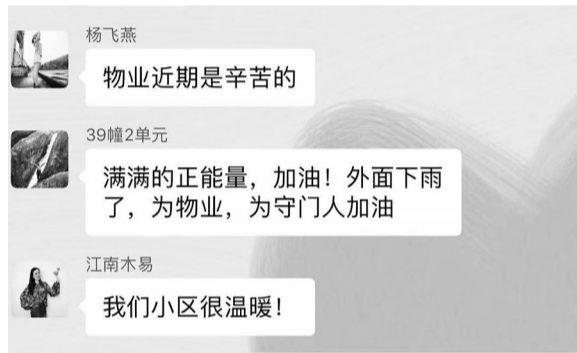 杨飞燕
物业近期是辛苦的
39幢2单元
满满的正能量，加油！外面下雨
了，为物业，为守门人加油
江南木易
我们小区很温暖！